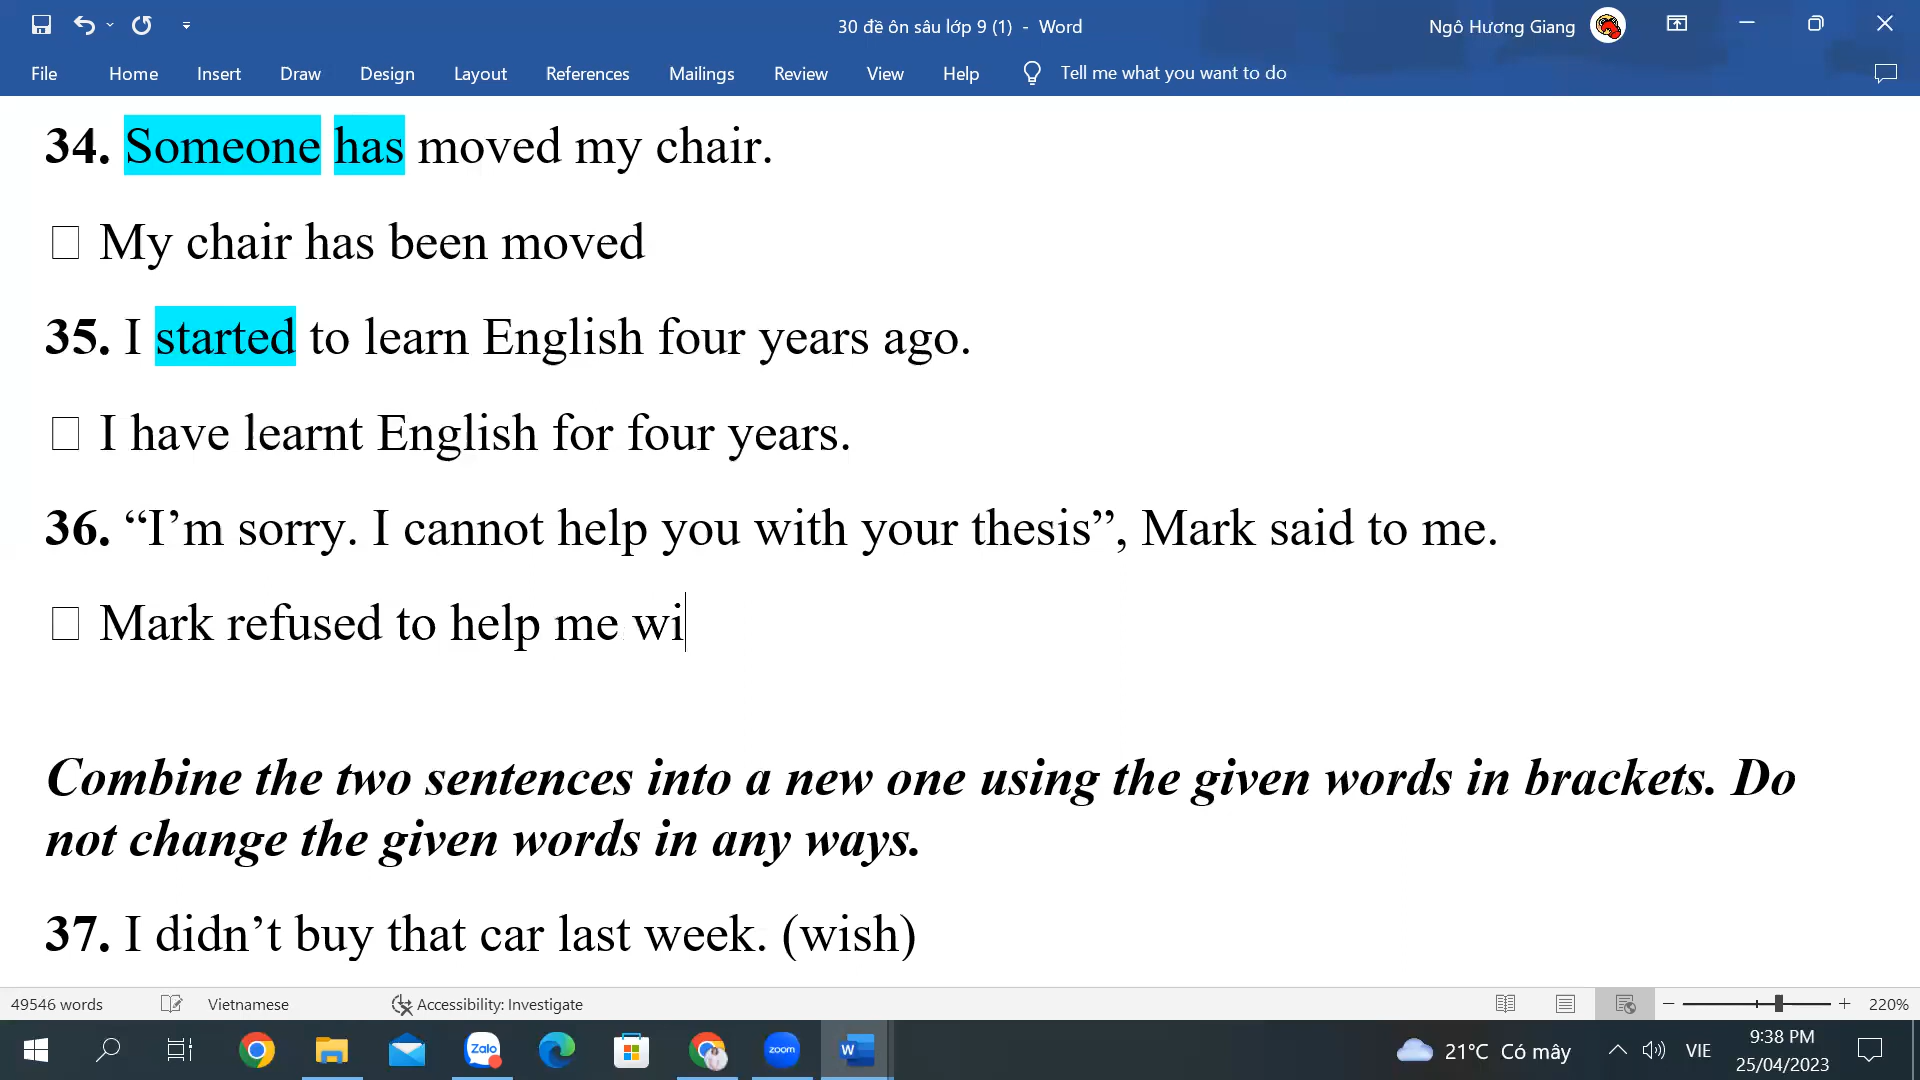 30 đề ôn sâu lớp 9 (1) - Word
Ngô Hương Giang
File Home Insert Draw Design Layout References Mailings Review View Help Tell me what you want to do
34. Someone has moved my chair.
My chair has been moved
35. I started to learn English four years ago.
I have learnt English for four years.
36. “I’m sorry. I cannot help you with your thesis”, Mark said to me.
Mark refused to help me wi
Combine the two sentences into a new one using the given words in brackets. Do
not change the given words in any ways.
37. I didn’t buy that car last week. (wish)
49546 words Vietnamese Accessibility: Investigate 220%
Zalo zoom W 21°C Có mây VIE 9:38 PM
25/04/2023